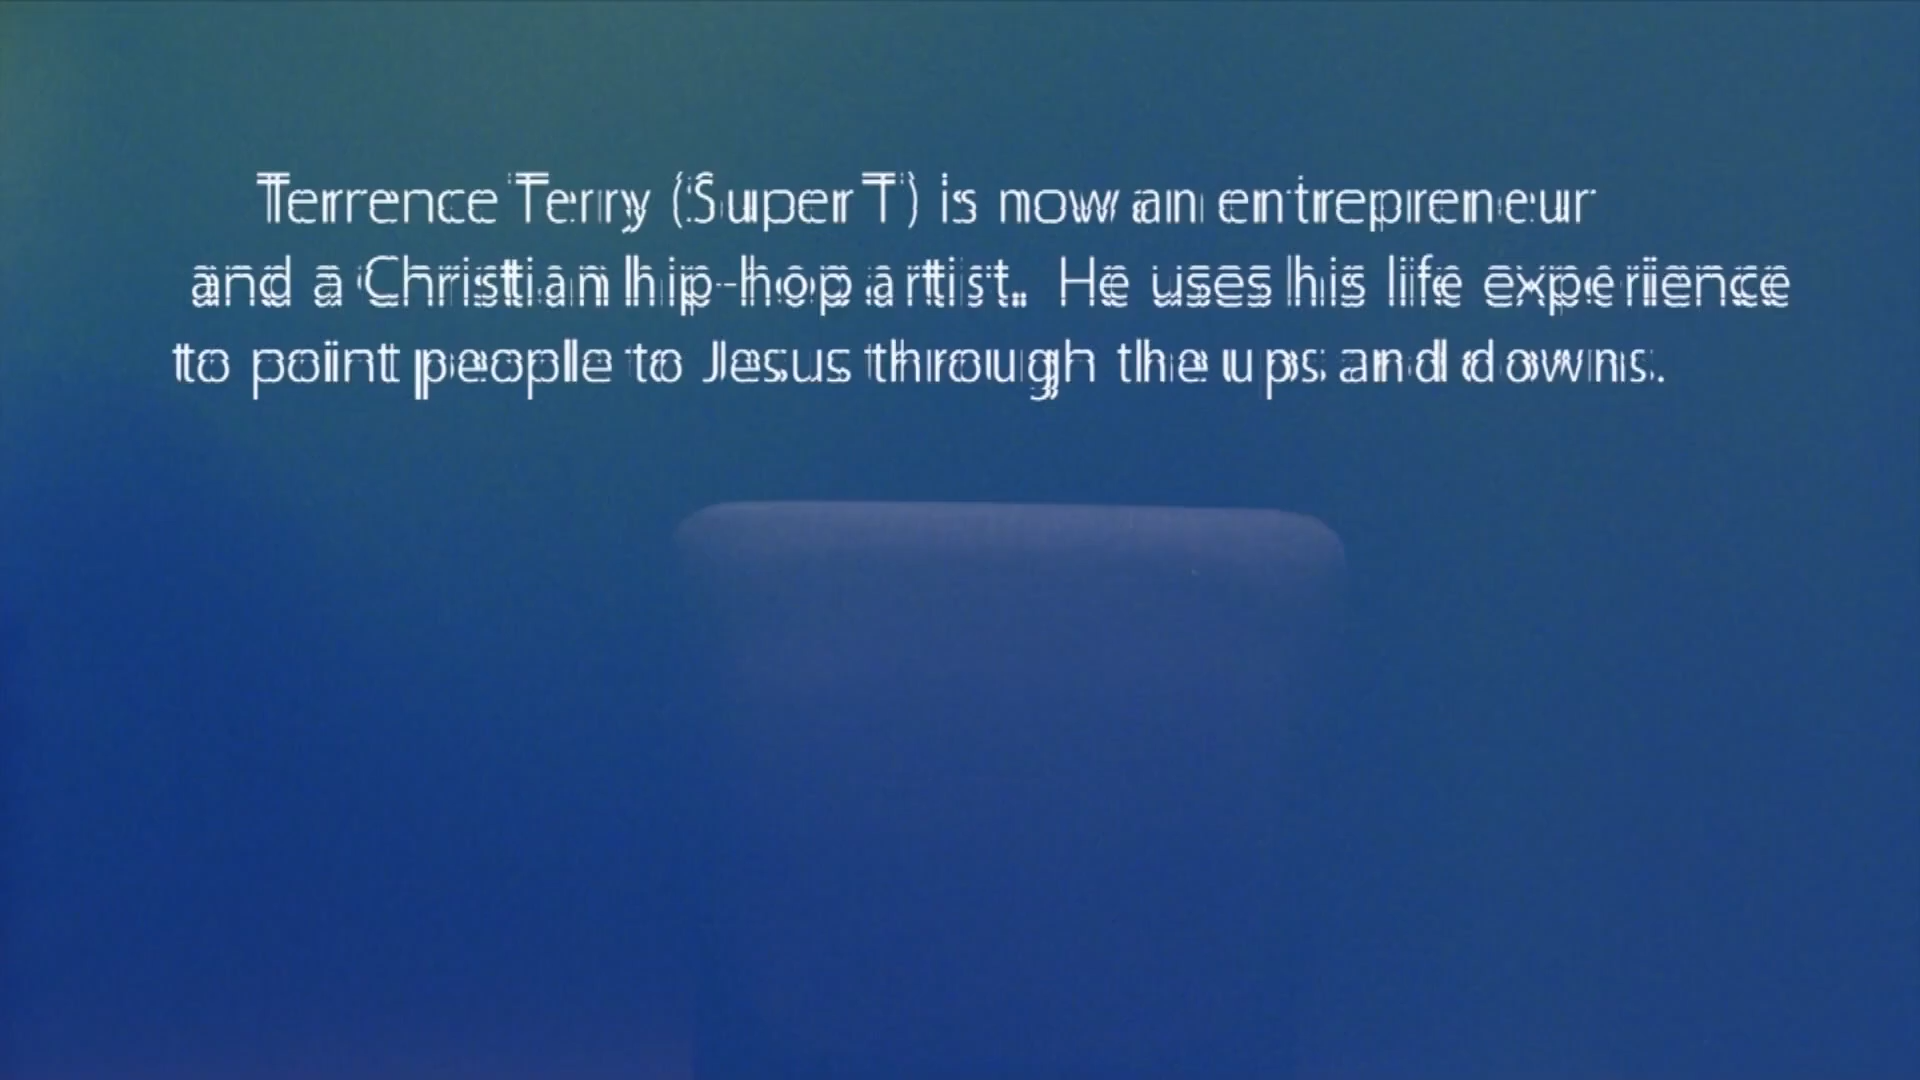 Terrence Terry (Super T) is now an entrepreneur
and a Christian hip-hop artist. He uses his life experience
to point people to Jesus through the ups and downs.